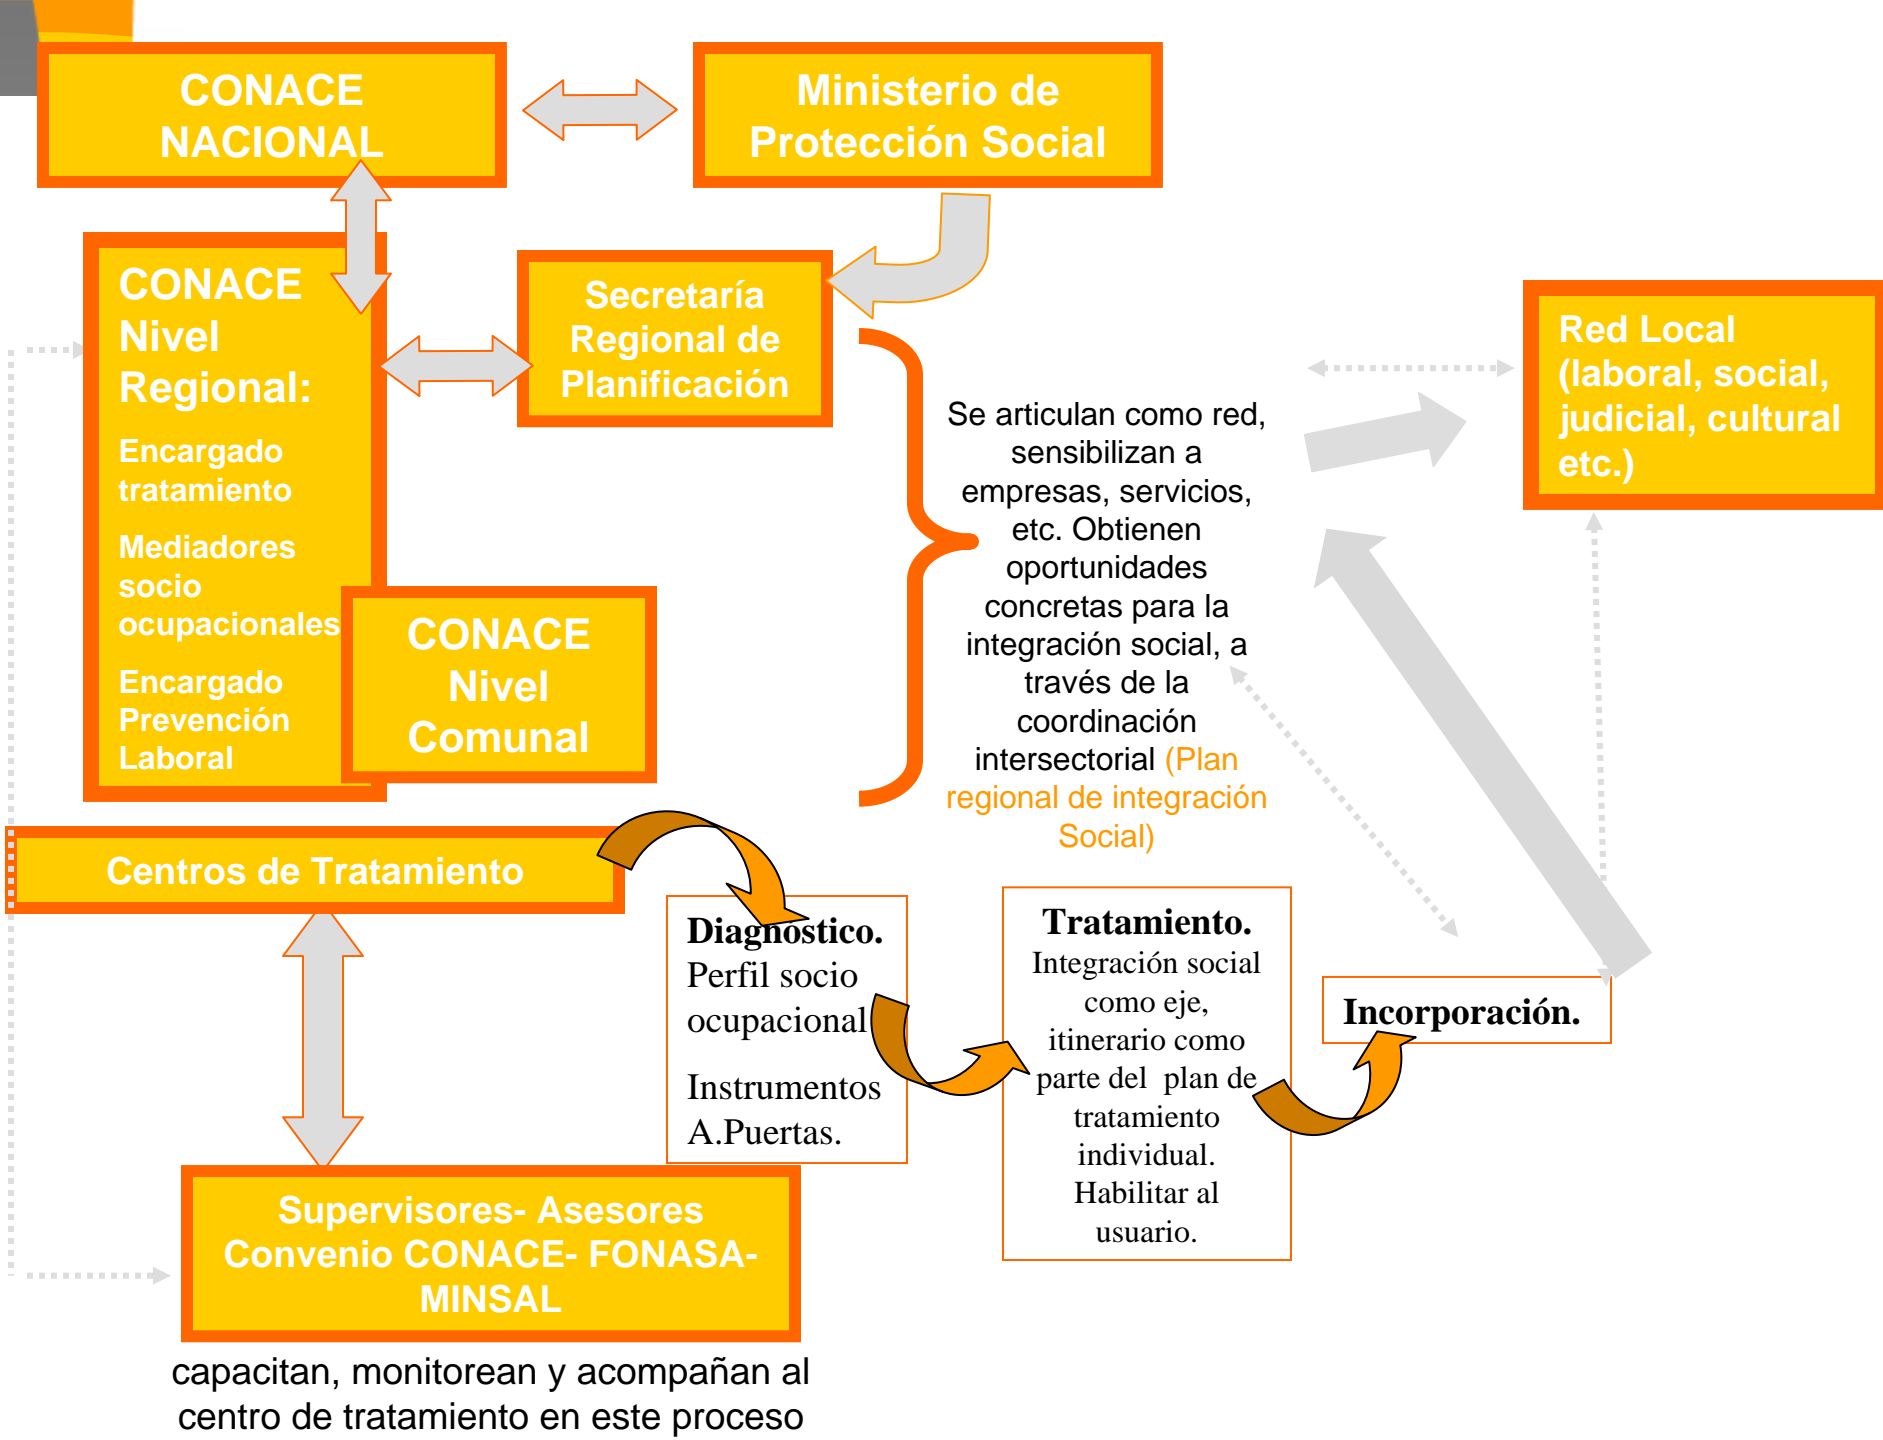 CONACE
NACIONAL
Ministerio de
Protección Social
CONACE
Nivel
Regional:
Encargado
tratamiento
Mediadores
socio
ocupacionales
Encargado
Prevención
Laboral
Secretaría
Regional de
Planificación
CONACE
Nivel
Comunal
Se articulan como red,
sensibilizan a
empresas, servicios,
etc. Obtienen
oportunidades
concretas para la
integración social, a
través de la
coordinación
intersectorial (Plan
regional de integración
Social)
Red Local
(laboral, social,
judicial, cultural
etc.)
Centros de Tratamiento
Diagnóstico.
Perfil socio
ocupacional
Instrumentos
A.Puertas.
Tratamiento.
Integración social
como eje,
itinerario como
parte del  plan de
tratamiento
individual.
Habilitar al
usuario.
Incorporación.
Supervisores- Asesores
Convenio CONACE- FONASA-
MINSAL
capacitan, monitorean y acompañan al
centro de tratamiento en este proceso